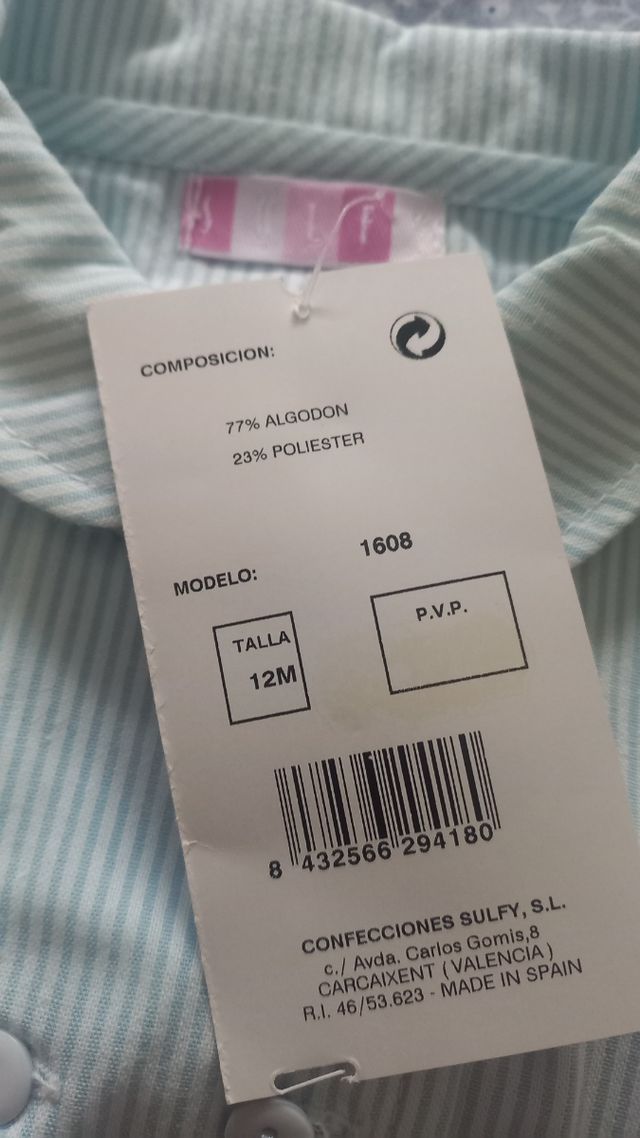 COMPOSICION:
77% ALGODON
23% POLIESTER
1608
MODELO:
TALLA
12M
P.V.P.
8 432566 294180
CONFECCIONES SULFY, S.L.
c./ Avda. Carlos Gomis,8
CARCAIXENT ( VALENCIA )
R.I. 46/53.623 - MADE IN SPAIN